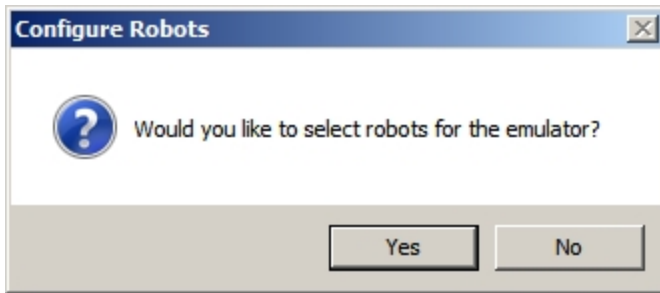 Configure Robots
Would you like to select robots for the emulator?
Yes
No